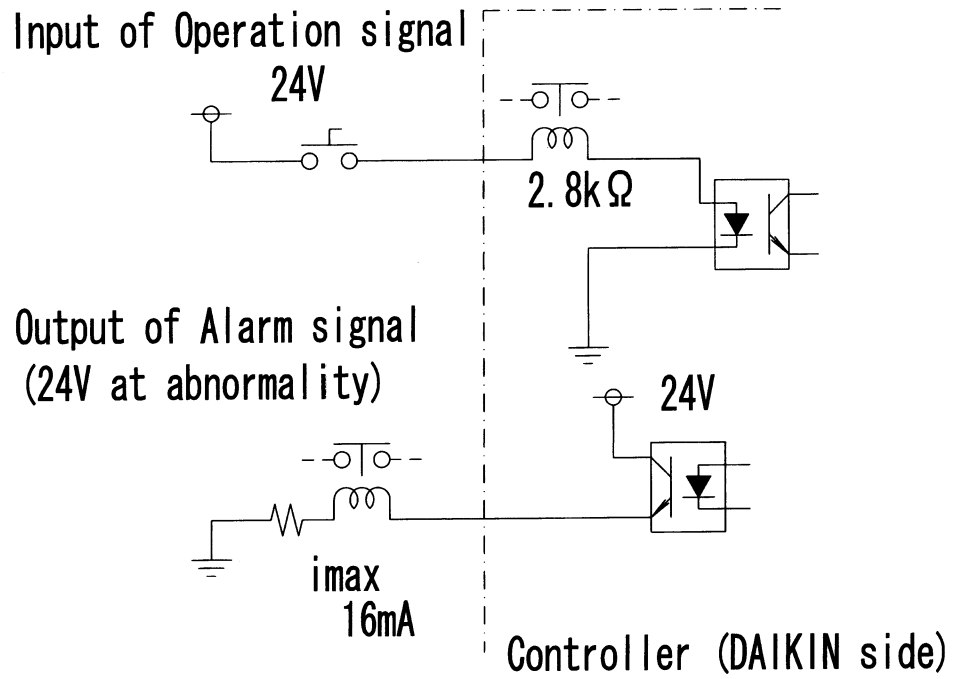 Input of Operation signal
24V
2.8kΩ
Output of Alarm signal
(24V at abnormality)
24V
imax
16mA
Controller (DAIKIN side)